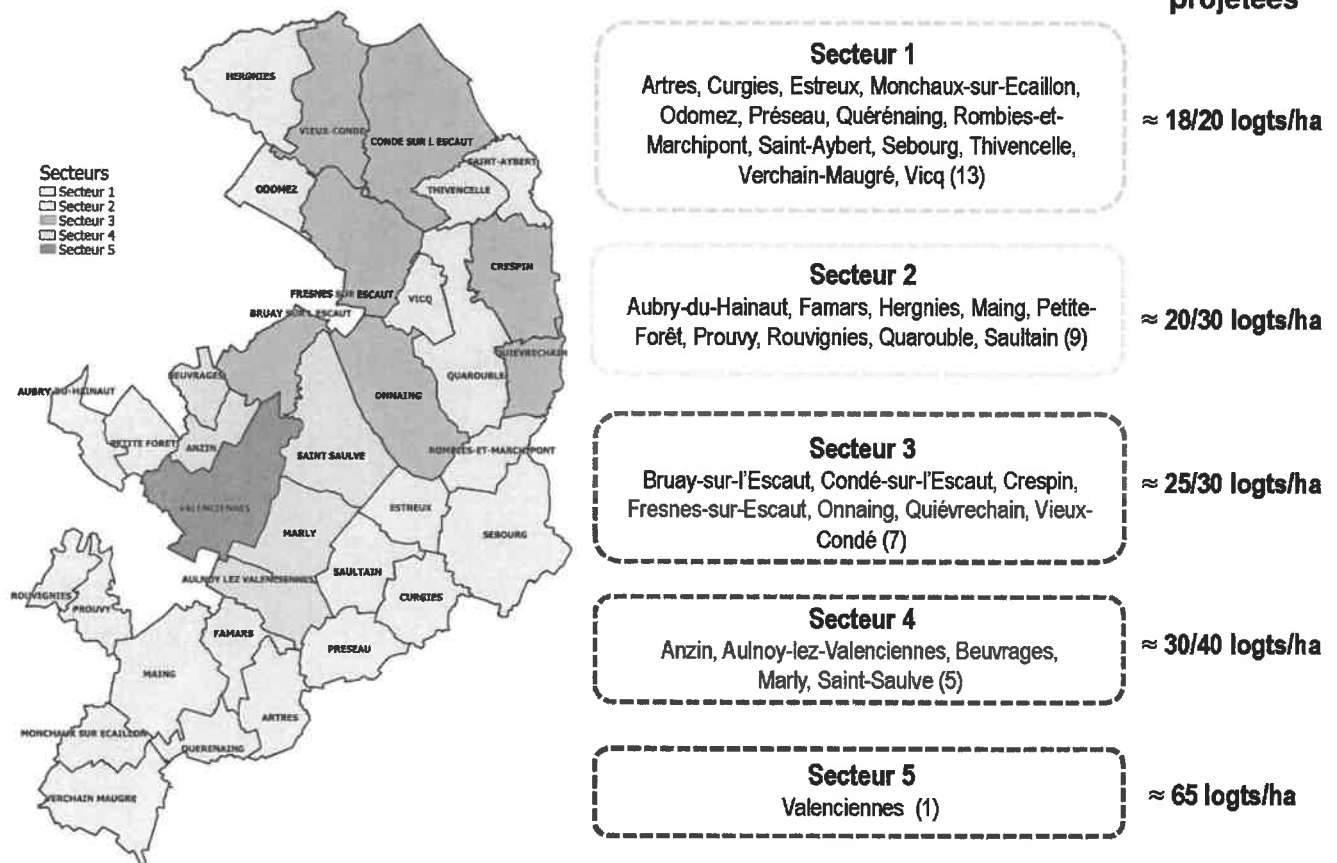 projetées
HERGNIES
VIEUX-CONDE
CONDE SUR L ESCAUT
SAINT-AYBERT
ODOMEZ
THIVENCELLE
Secteurs
Secteur 1
Secteur 2
Secteur 3
Secteur 4
Secteur 5
CRESPIN
FRESNES SUR ESCAUT
VICQ
BRUAY SUR L ESCAUT
QUIEVRECHAIN
BEUVRAGES
QUAROUBLE
AUBRY-DU-HAINAUT
ONNAING
PETITE FORET
ANZIN
ROMBIES-ET-MARCHIPONT
SAINT SAULVE
VALENCIENNES
ESTREUX
MARLY
SEBOURG
AULNOY LEZ VALENCIENNES
SAULTAIN
ROUVIGNIES
CURGIES
PROUVY
FAMARS
PRESEAU
MAING
ARTRES
MONCHAUX SUR ECAILLON
QUERENAING
VERCHAIN MAUGRE
Secteur 1
Artres, Curgies, Estreux, Monchaux-sur-Ecaillon,
Odomez, Préseau, Quérénaing, Rombies-et-
Marchipont, Saint-Aybert, Sebourg, Thivencelle,
Verchain-Maugré, Vicq (13)
≈ 18/20 logts/ha
Secteur 2
Aubry-du-Hainaut, Famars, Hergnies, Maing, Petite-
Forêt, Prouvy, Rouvignies, Quarouble, Saultain (9)
≈ 20/30 logts/ha
Secteur 3
Bruay-sur-l'Escaut, Condé-sur-l'Escaut, Crespin,
Fresnes-sur-Escaut, Onnaing, Quiévrechain, Vieux-
Condé (7)
≈ 25/30 logts/ha
Secteur 4
Anzin, Aulnoy-lez-Valenciennes, Beuvrages,
Marly, Saint-Saulve (5)
≈ 30/40 logts/ha
Secteur 5
Valenciennes (1)
≈ 65 logts/ha